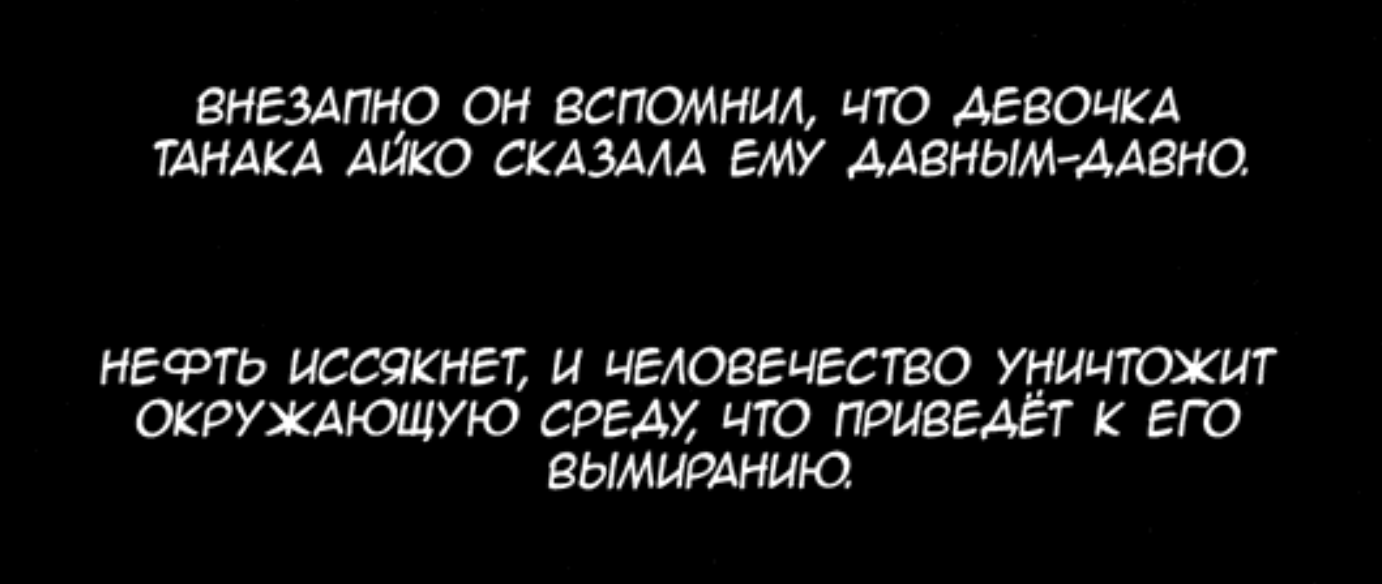 ВНЕЗАПНО ОН ВСПОМНИЛ, ЧТО ДЕВОЧКА
ТАНАКА АЙКО СКАЗАЛА ЕМУ ДАВНЫМ-ДАВНО.
НЕФТЬ ИССЯКНЕТ, И ЧЕЛОВЕЧЕСТВО УНИЧТОЖИТ
ОКРУЖАЮЩУЮ СРЕДУ, ЧТО ПРИВЕДЁТ К ЕГО
ВЫМИРАНИЮ.